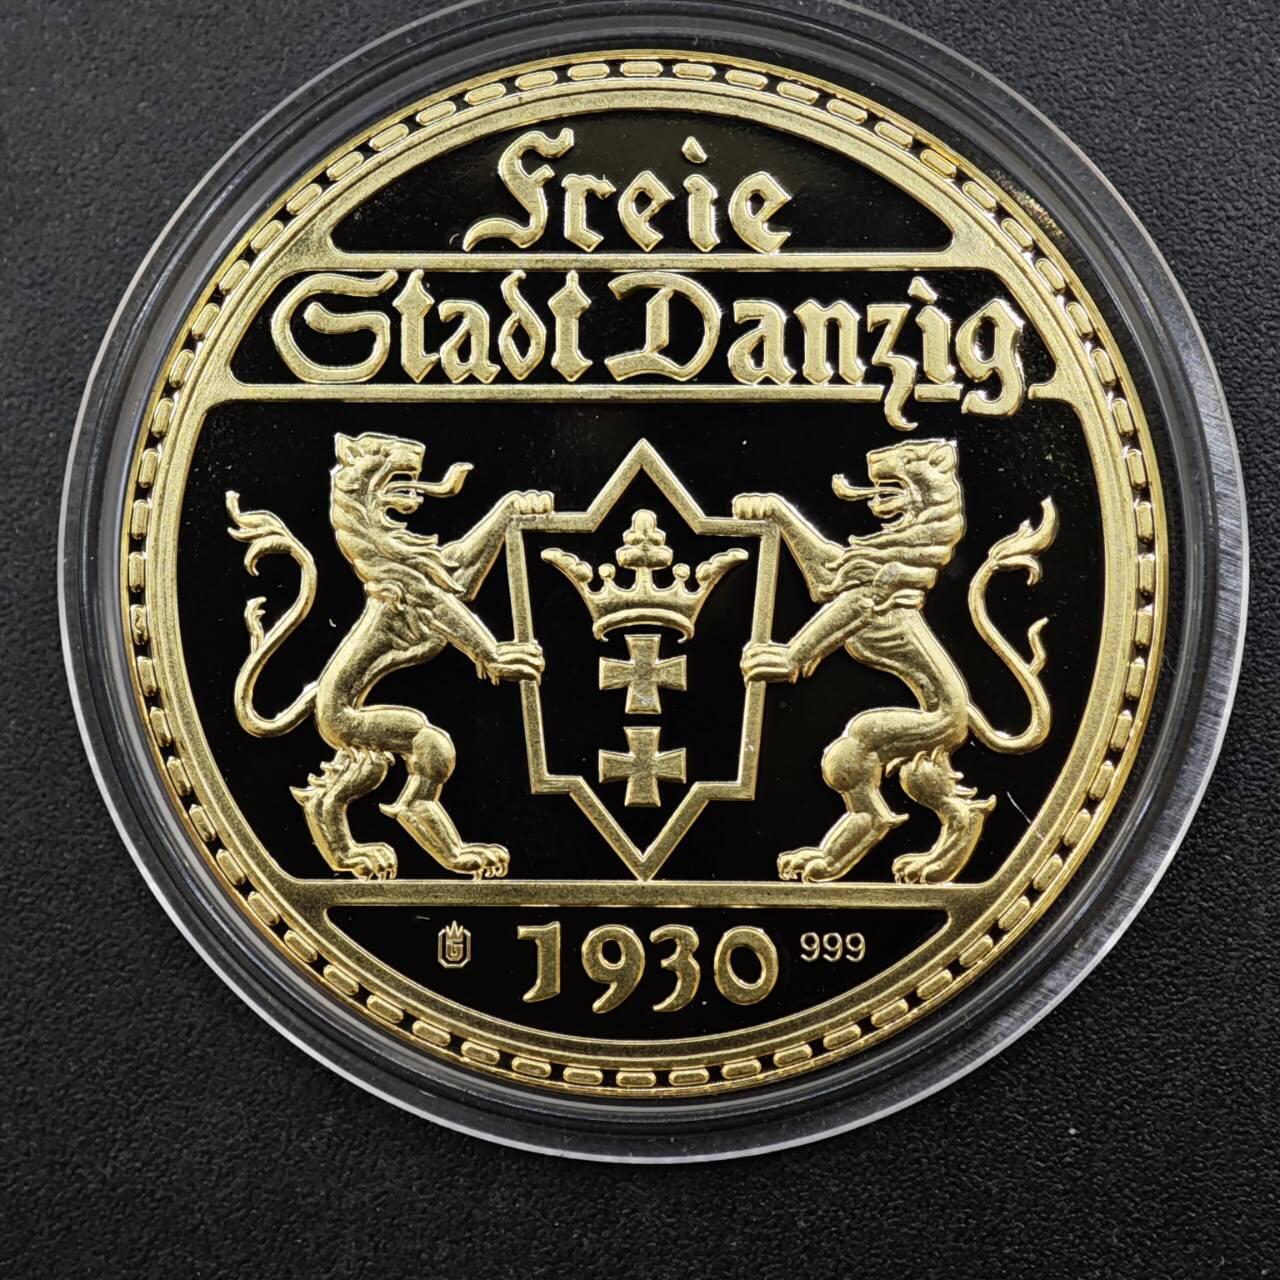 Freie
Stadt Danzig
G 1930 999